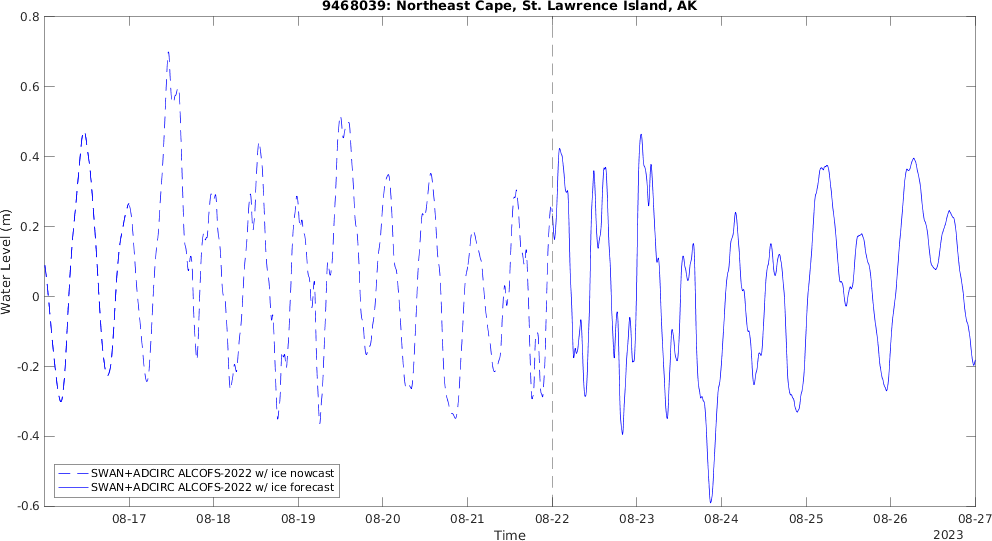 9468039: Northeast Cape, St. Lawrence Island, AK
0.8
0.6
0.4
0.2
0
-0.2
-0.4
-0.6
Water Level (m)
SWAN+ADCIRC ALCOFS-2022 w/ ice nowcast
SWAN+ADCIRC ALCOFS-2022 w/ ice forecast
08-17 08-18 08-19 08-20 08-21 08-22 08-23 08-24 08-25 08-26 08-27
Time
2023